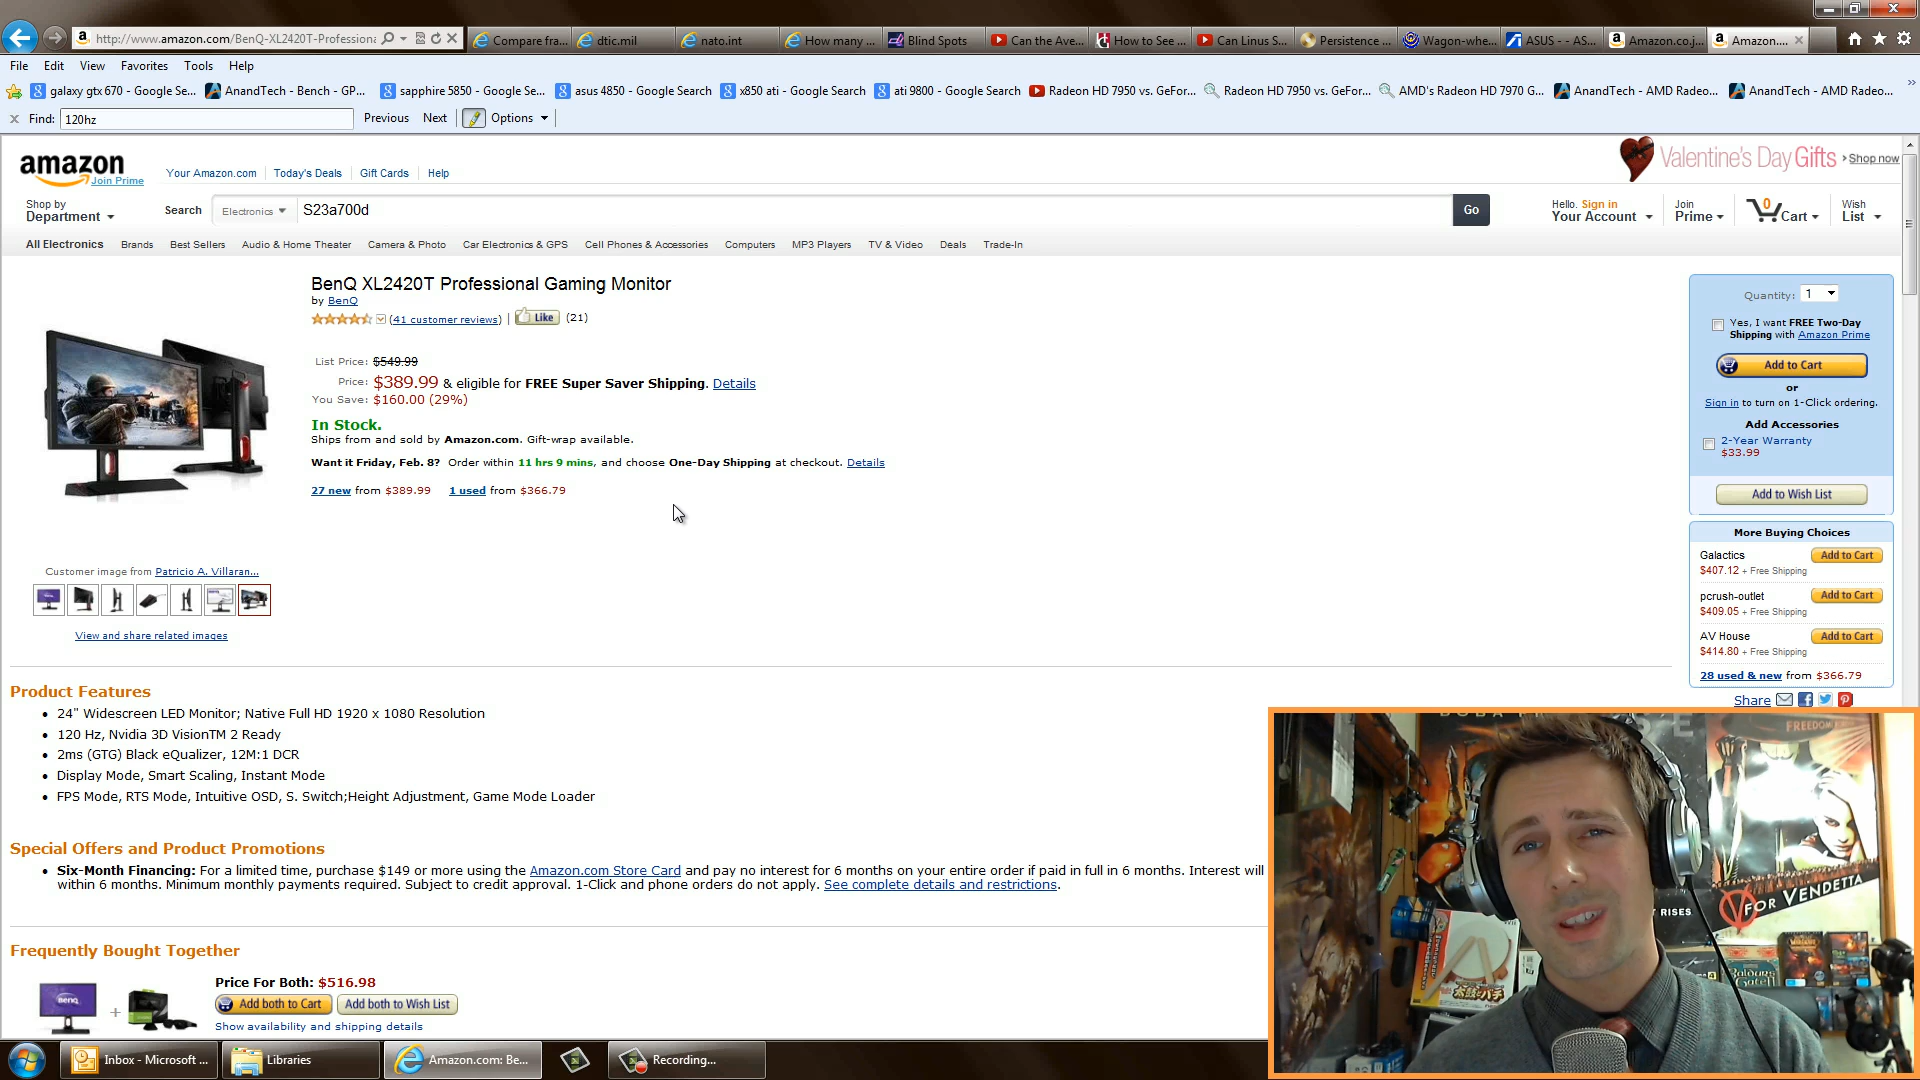 http://www.amazon.com/BenQ-XL2420T-Professiona
Compare fra...
dtic.mil
nato.int
How many ...
Blind Spots
Can the Ave...
How to See ...
Can Linus S...
Persistence ...
Wagon-whe...
ASUS - - AS...
Amazon.co.j...
Amazon....
File Edit View Favorites Tools Help
galaxy gtx 670 - Google Se...
AnandTech - Bench - GP...
sapphire 5850 - Google Se...
asus 4850 - Google Search
x850 ati - Google Search
ati 9800 - Google Search
Radeon HD 7950 vs. GeFor...
Radeon HD 7950 vs. GeFor...
AMD's Radeon HD 7970 G...
AnandTech - AMD Radeo...
AnandTech - AMD Radeo...
Find: 120hz Previous Next Options
amazon
Join Prime
Your Amazon.com Today's Deals Gift Cards Help
Valentine's Day Gifts Shop now
Shop by
Department
Search Electronics S23a700d Go
Hello. Sign in
Your Account
Join
Prime
0
Cart
Wish
List
All Electronics Brands Best Sellers Audio & Home Theater Camera & Photo Car Electronics & GPS Cell Phones & Accessories Computers MP3 Players TV & Video Deals Trade-In
BenQ XL2420T Professional Gaming Monitor
by BenQ
(41 customer reviews) | Like (21)
List Price: $549.99
Price: $389.99 & eligible for FREE Super Saver Shipping. Details
You Save: $160.00 (29%)
In Stock.
Ships from and sold by Amazon.com. Gift-wrap available.
Want it Friday, Feb. 8? Order within 11 hrs 9 mins, and choose One-Day Shipping at checkout. Details
27 new from $389.99 1 used from $366.79
Customer image from Patricio A. Villaran...
View and share related images
Quantity: 1
Yes, I want FREE Two-Day
Shipping with Amazon Prime
Add to Cart
or
Sign in to turn on 1-Click ordering.
Add Accessories
2-Year Warranty
$33.99
Add to Wish List
More Buying Choices
Galactics Add to Cart
$407.12 + Free Shipping
pcrush-outlet Add to Cart
$409.05 + Free Shipping
AV House Add to Cart
$414.80 + Free Shipping
28 used & new from $366.79
Share
Product Features
• 24" Widescreen LED Monitor; Native Full HD 1920 x 1080 Resolution
• 120 Hz, Nvidia 3D VisionTM 2 Ready
• 2ms (GTG) Black eQualizer, 12M:1 DCR
• Display Mode, Smart Scaling, Instant Mode
• FPS Mode, RTS Mode, Intuitive OSD, S. Switch;Height Adjustment, Game Mode Loader
Special Offers and Product Promotions
• Six-Month Financing: For a limited time, purchase $149 or more using the Amazon.com Store Card and pay no interest for 6 months on your entire order if paid in full in 6 months. Interest will
within 6 months. Minimum monthly payments required. Subject to credit approval. 1-Click and phone orders do not apply. See complete details and restrictions.
Frequently Bought Together
BenQ
Price For Both: $516.98
Add both to Cart Add both to Wish List
Show availability and shipping details
FREEDOM
RISES
V FOR VENDETTA
太鼓の
Inbox - Microsoft ...
Libraries
Amazon.com: Be...
Recording...